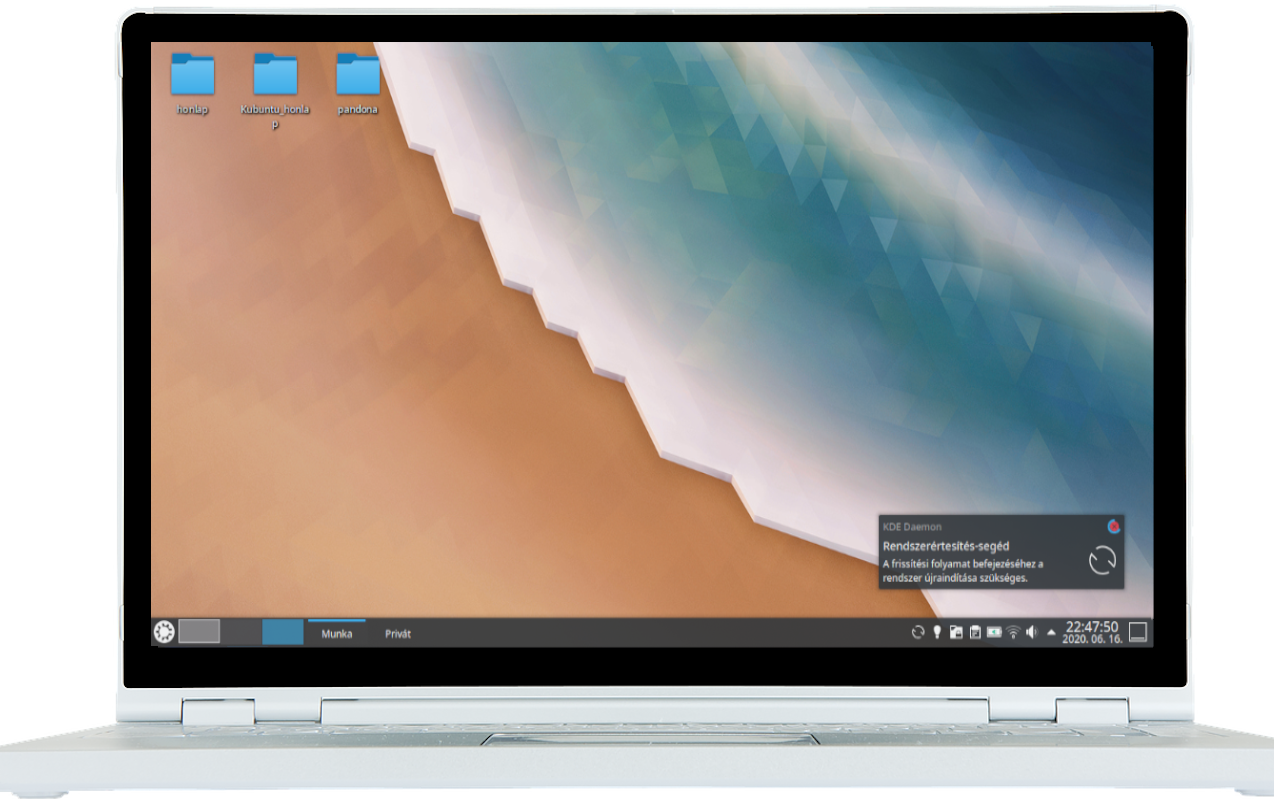 honlap
Kubuntu_honla
p
pandona
KDE Daemon
Rendszerértesítés-segéd
A frissítési folyamat befejezéséhez a
rendszer újraindítása szükséges.
Munka
Privát
22:47:50
2020. 06. 16.